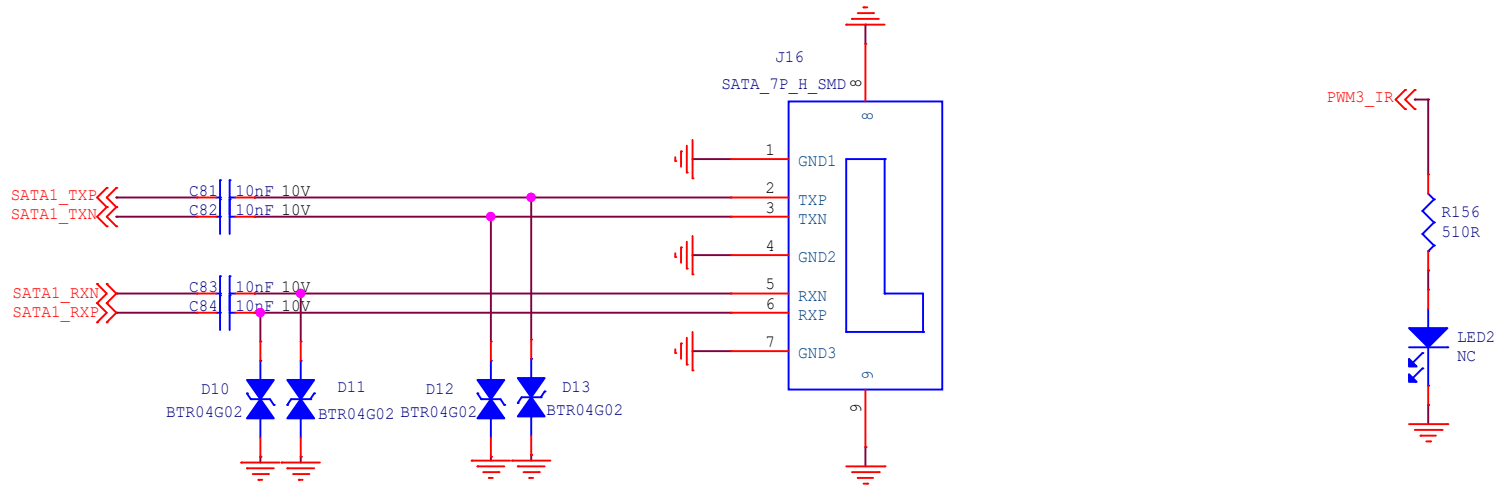 J16
SATA_7P_H_SMD
8
8
PWM3_IR
1
GND1
SATA1_TXP
C81
10nF 10V
2
TXP
SATA1_TXN
C82
10nF 10V
3
TXN
R156
510R
4
GND2
SATA1_RXN
C83
10nF 10V
5
RXN
SATA1_RXP
C84
10nF 10V
6
RXP
7
GND3
LED2
NC
9
9
D10
BTR04G02
D11
BTR04G02
D12
BTR04G02
D13
BTR04G02